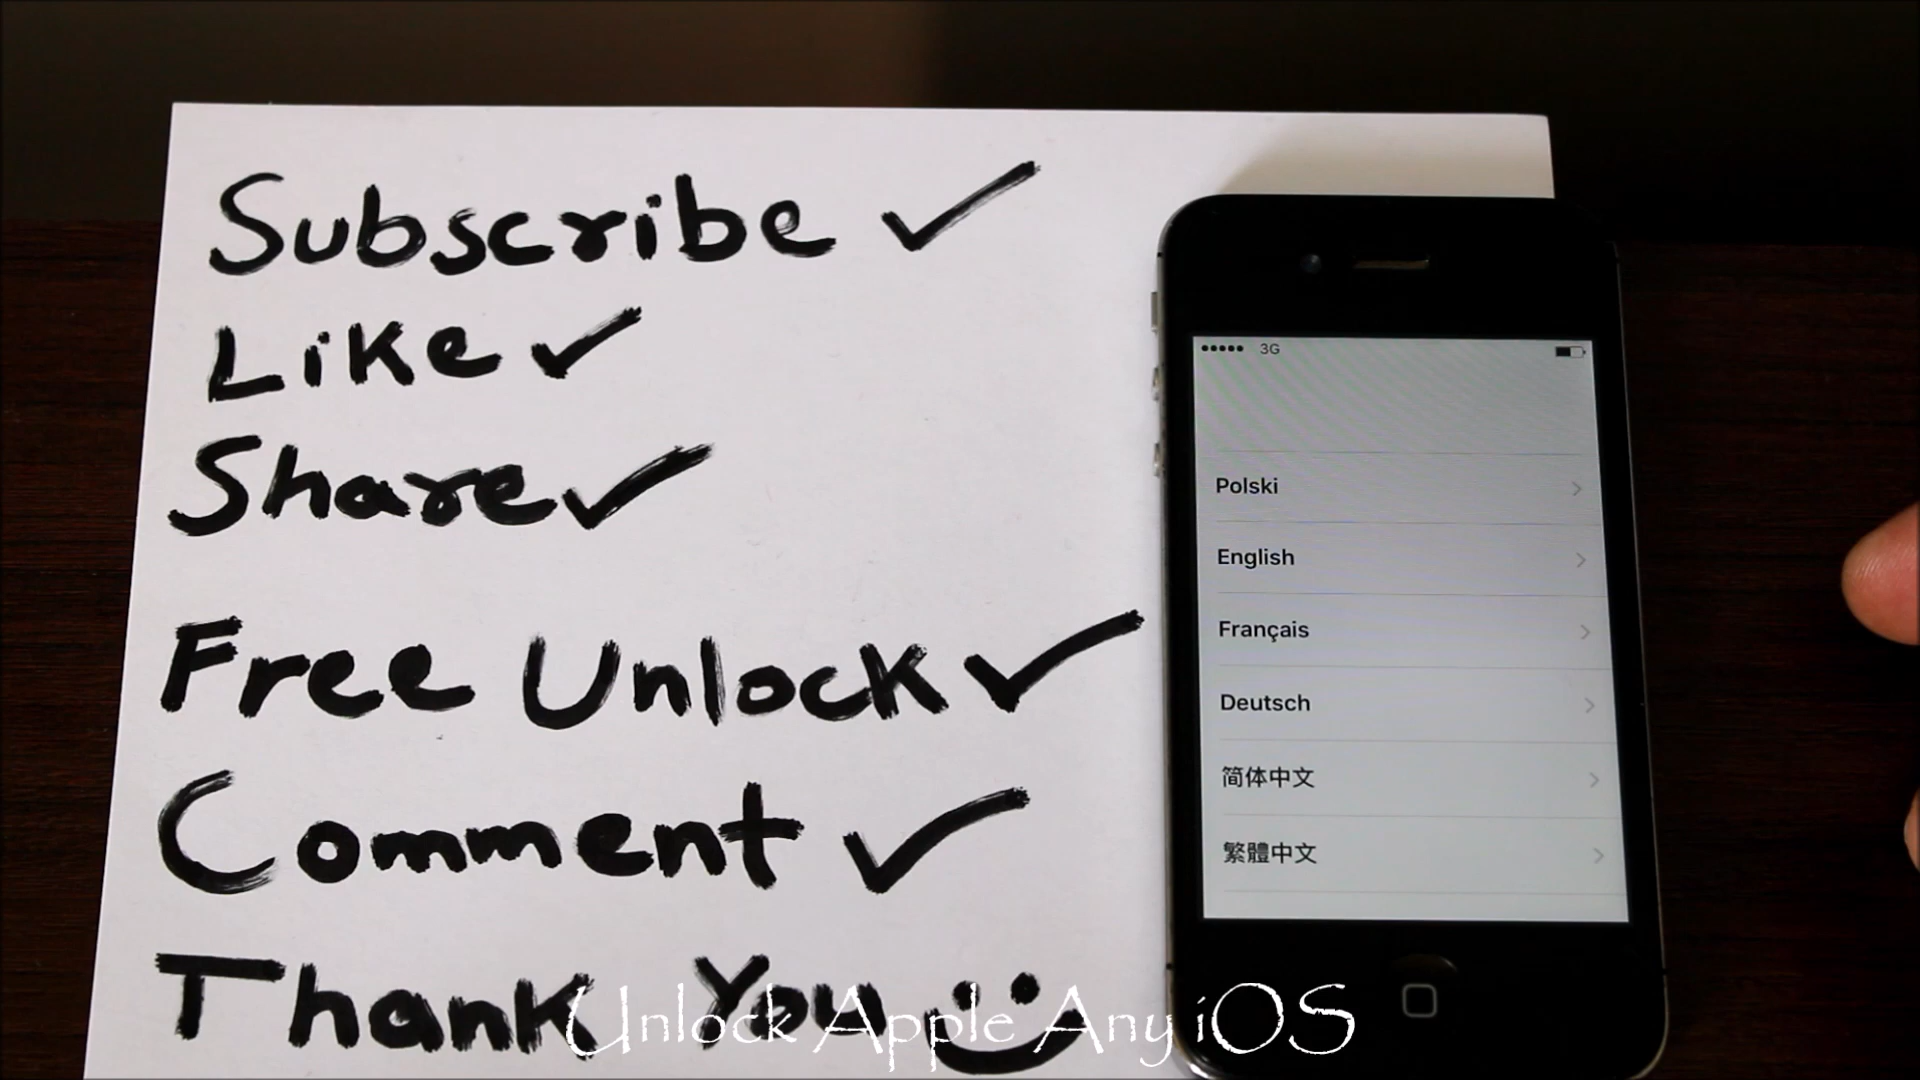 Subscribe ✓
Like ✓
Share ✓
Free Unlock ✓
Comment ✓
Thank You
3G
Polski
English
Français
Deutsch
简体中文
繁體中文
Unlock Apple Any iOS